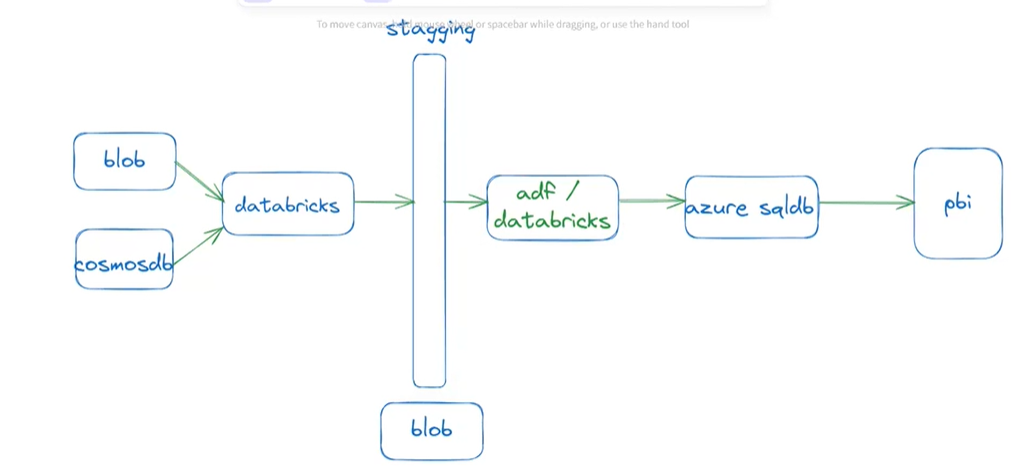 To move canvas, hold mouse wheel or spacebar while dragging, or use the hand tool
stagging
blob
databricks
cosmosdb
adf /
databricks
azure sqldb
pbi
blob